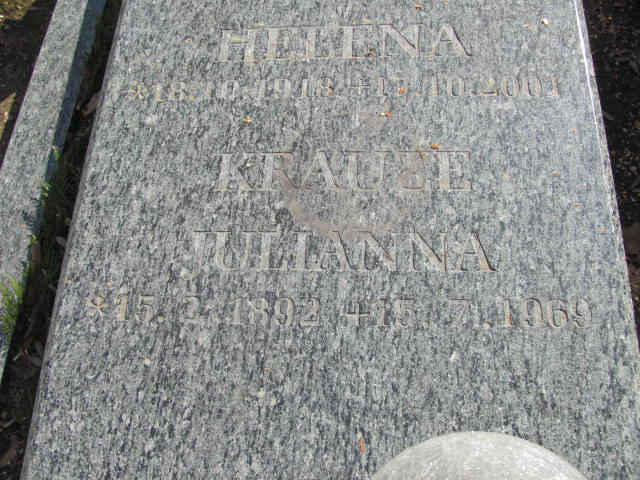 HELENA
*18.10.1918 +17.10.2001
KRAUZE
JULIANNA
*15. 2. 1892 +15. 7. 1969